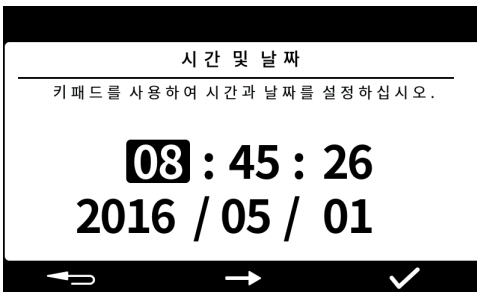 시간 및 날짜
키패드를 사용하여 시간과 날짜를 설정하십시오.
08 : 45 : 26
2016 / 05 / 01